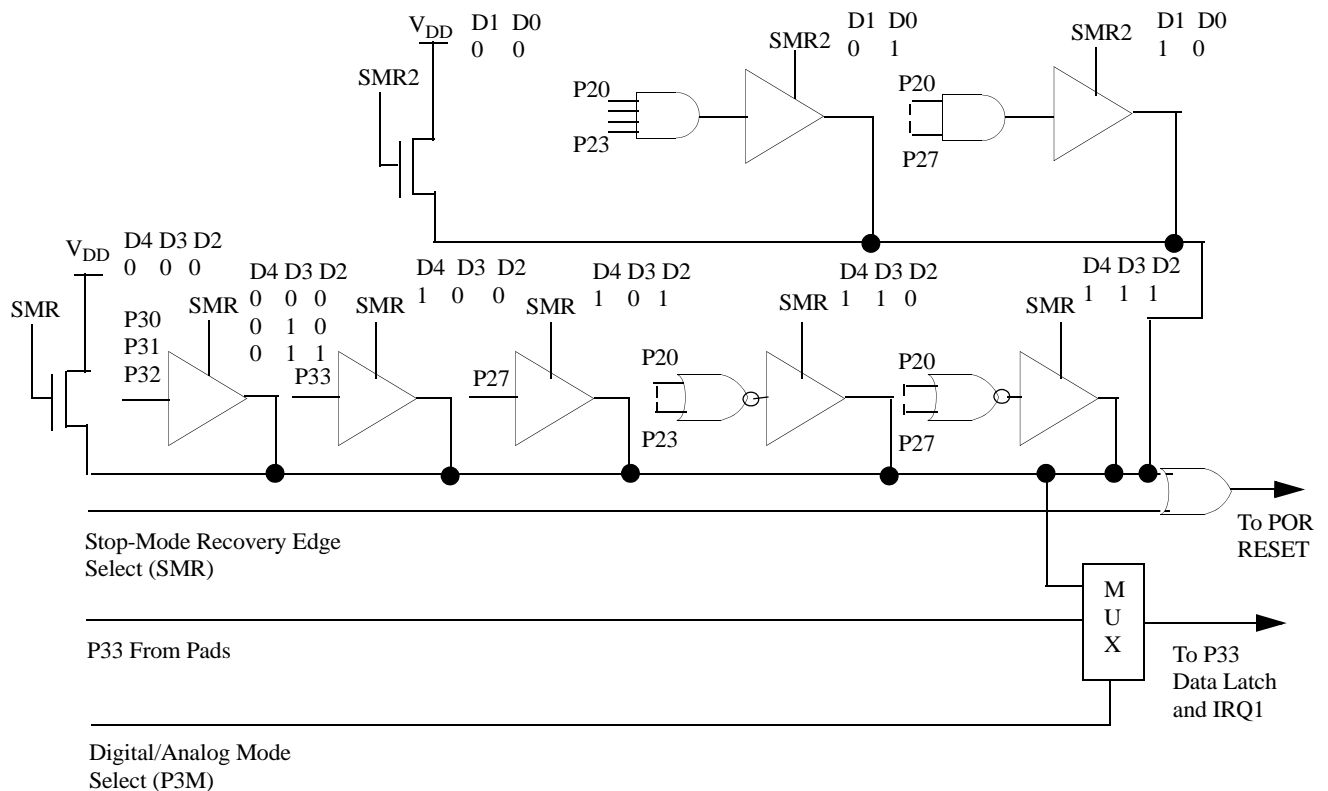 VDD
D1 D0
0 0
SMR2
D1 D0
0 1
SMR2
P20
P23
D1 D0
1 0
SMR2
P20
P27
VDD
D4 D3 D2
0 0 0
SMR
D4 D3 D2
0 0 0
0 1 0
0 1 1
P30
P31
P32
SMR
D4 D3 D2
1 0 0
P33
SMR
D4 D3 D2
1 0 1
P27
SMR
D4 D3 D2
1 1 0
P20
P23
SMR
D4 D3 D2
1 1 1
P20
P27
SMR
To POR
RESET
Stop-Mode Recovery Edge
Select (SMR)
M
U
X
P33 From Pads
To P33
Data Latch
and IRQ1
Digital/Analog Mode
Select (P3M)